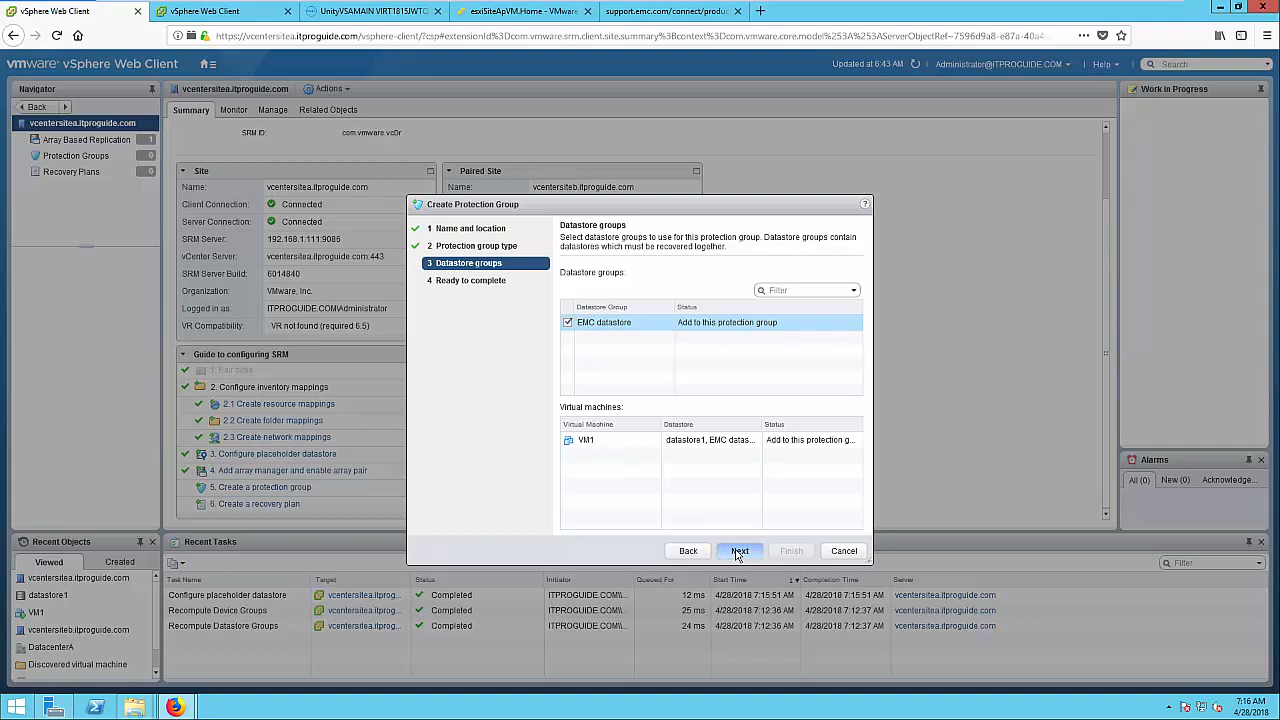 vSphere Web Client
vSphere Web Client
UnityVSAMAIN VIRT1815JWTC
esxiSiteApVM.Home - VMware
support.emc.com/connect/produc
https://vcentersitea.itproguide.com/vsphere-client/?csp#extensionId%3Dcom.vmware.srm.client.site.summary%3Bcontext%3Dcom.vmware.core.model%253A%253AServerObjectRef~7596d9a8-e97a-40a4
vmware® vSphere Web Client
Updated at 6:43 AM
Administrator@ITPROGUIDE.COM
Help
Search
Navigator
Back
vcentersitea.itproguide.com
Array Based Replication 1
Protection Groups 0
Recovery Plans 0
vcentersitea.itproguide.com Actions
Summary Monitor Manage Related Objects
SRM ID: com.vmware.vcDr
Site
Name: vcentersitea.itproguide.com
Client Connection: Connected
Server Connection: Connected
SRM Server: 192.168.1.111:9086
vCenter Server: vcentersitea.itproguide.com:443
SRM Server Build: 6014840
Organization: VMware, Inc.
Logged in as: ITPROGUIDE.COM\Administrator
VR Compatibility: VR not found (required 6.5)
Paired Site
Name: vcentersiteb.itproguide.com
Guide to configuring SRM
1. Pair sites
2. Configure inventory mappings
2.1 Create resource mappings
2.2 Create folder mappings
2.3 Create network mappings
3. Configure placeholder datastore
4. Add array manager and enable array pair
5. Create a protection group
6. Create a recovery plan
Create Protection Group
1 Name and location
2 Protection group type
3 Datastore groups
4 Ready to complete
Datastore groups
Select datastore groups to use for this protection group. Datastore groups contain
datastores which must be recovered together.
Datastore groups:
Filter
Datastore Group Status
EMC datastore Add to this protection group
Virtual machines:
Virtual Machine Datastore Status
VM1 datastore1, EMC datas... Add to this protection g...
Back Next Finish Cancel
Work In Progress
Alarms
All (0) New (0) Acknowledge...
Recent Objects
Viewed Created
vcentersitea.itproguide.com
datastore1
VM1
vcentersiteb.itproguide.com
DatacenterA
Discovered virtual machine
Recent Tasks
Filter
Task Name Target Status Initiator Queued For Start Time 1 Completion Time Server
Configure placeholder datastore vcentersitea.itprog... Completed ITPROGUIDE.COM\\... 12 ms 4/28/2018 7:15:51 AM 4/28/2018 7:15:51 AM vcentersitea.itproguide.com
Recompute Device Groups vcentersitea.itprog... Completed ITPROGUIDE.COM\\... 25 ms 4/28/2018 7:12:36 AM 4/28/2018 7:12:37 AM vcentersitea.itproguide.com
Recompute Datastore Groups vcentersitea.itprog... Completed ITPROGUIDE.COM\\... 24 ms 4/28/2018 7:12:36 AM 4/28/2018 7:12:37 AM vcentersitea.itproguide.com
7:16 AM
4/28/2018